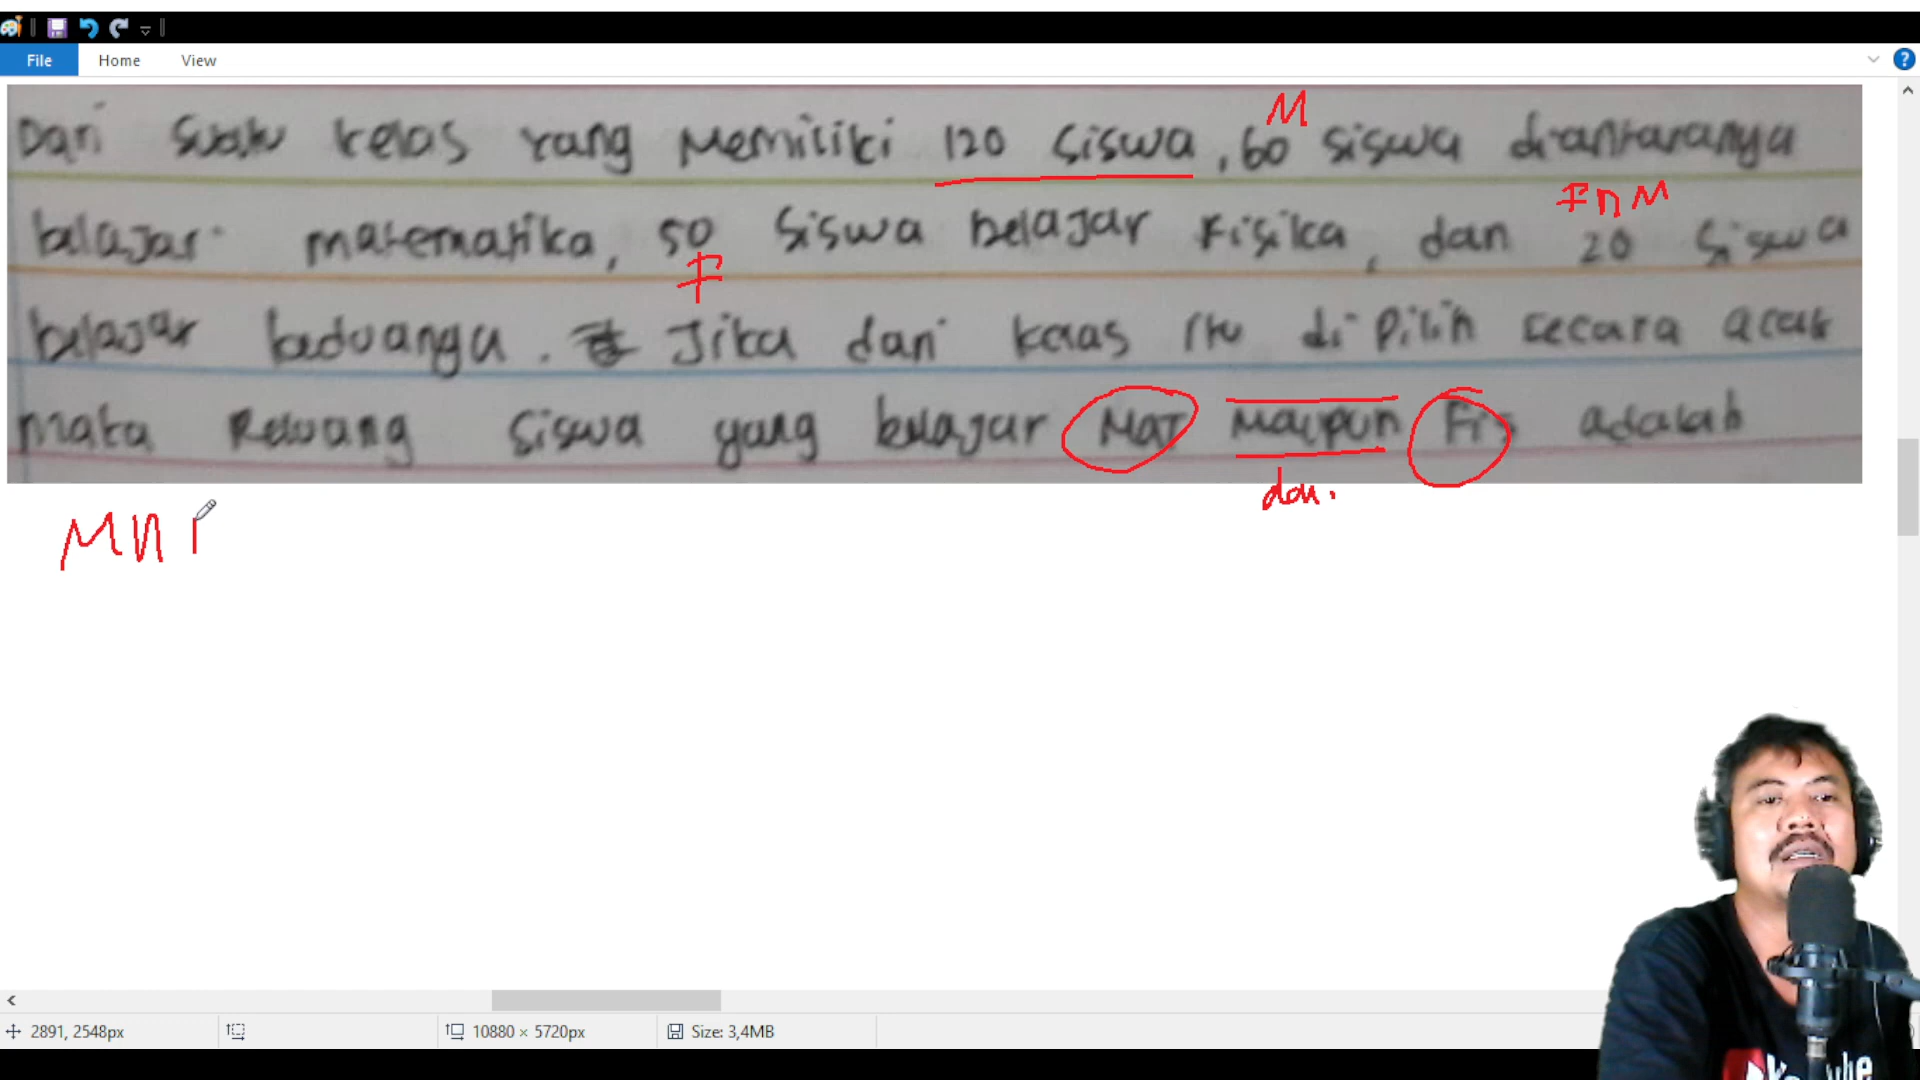 File Home View
M
Dari suatu kelas yang Memiliki 120 siswa, 60 siswa diantaranya
F n M
belajar matematika, 50 siswa belajar Fisika, dan 20 siswa
F
belajar keduanya. Jika dari kelas itu di pilih secara acak
maka Peluang siswa yang belajar MAT Maupun Fis adalah
dan.
M n
2891, 2548px 10880 × 5720px Size: 3,4MB